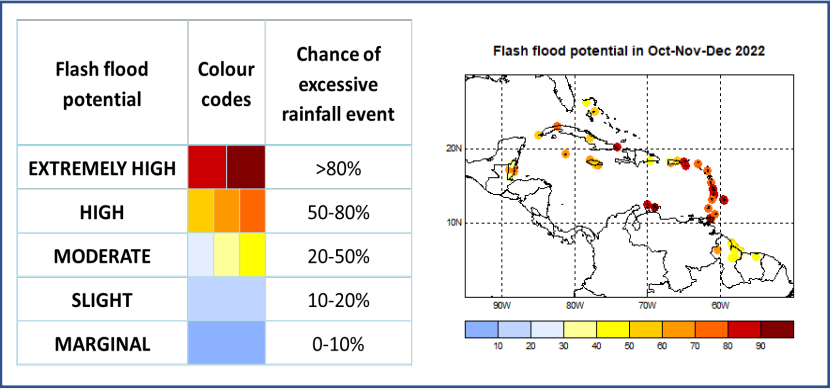 Flash flood
potential
Colour
codes
Chance of
excessive
rainfall event
EXTREMELY HIGH
>80%
HIGH
50-80%
MODERATE
20-50%
SLIGHT
10-20%
MARGINAL
0-10%
Flash flood potential in Oct-Nov-Dec 2022
20N
10N
90W 80W 70W 60W
10 20 30 40 50 60 70 80 90